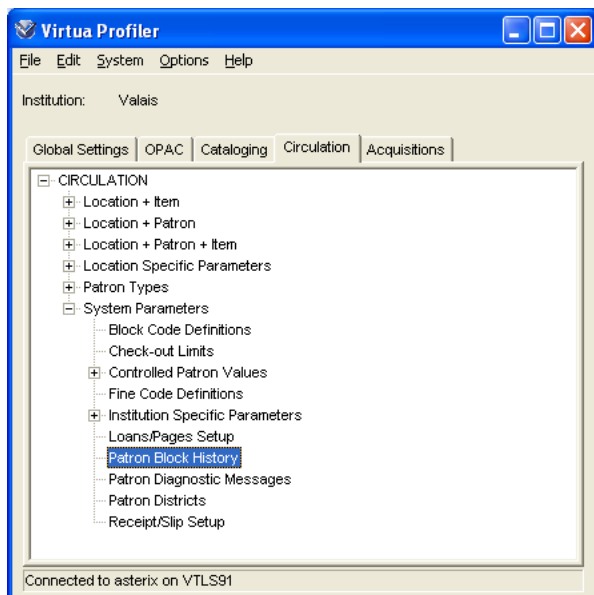 Virtua Profiler
File Edit System Options Help
Institution: Valais
Global Settings OPAC Cataloging Circulation Acquisitions
CIRCULATION
Location + Item
Location + Patron
Location + Patron + Item
Location Specific Parameters
Patron Types
System Parameters
Block Code Definitions
Check-out Limits
Controlled Patron Values
Fine Code Definitions
Institution Specific Parameters
Loans/Pages Setup
Patron Block History
Patron Diagnostic Messages
Patron Districts
Receipt/Slip Setup
Connected to asterix on VTLS91